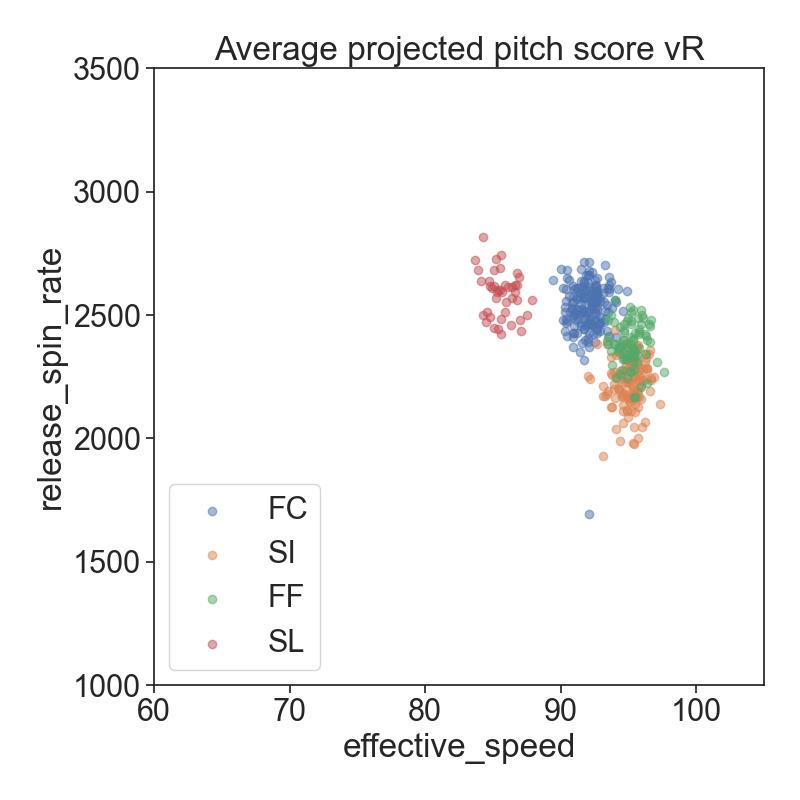 Average projected pitch score vR
3500
3000
2500
2000
1500
1000
release_spin_rate
FC
SI
FF
SL
60
70
80
90
100
effective_speed